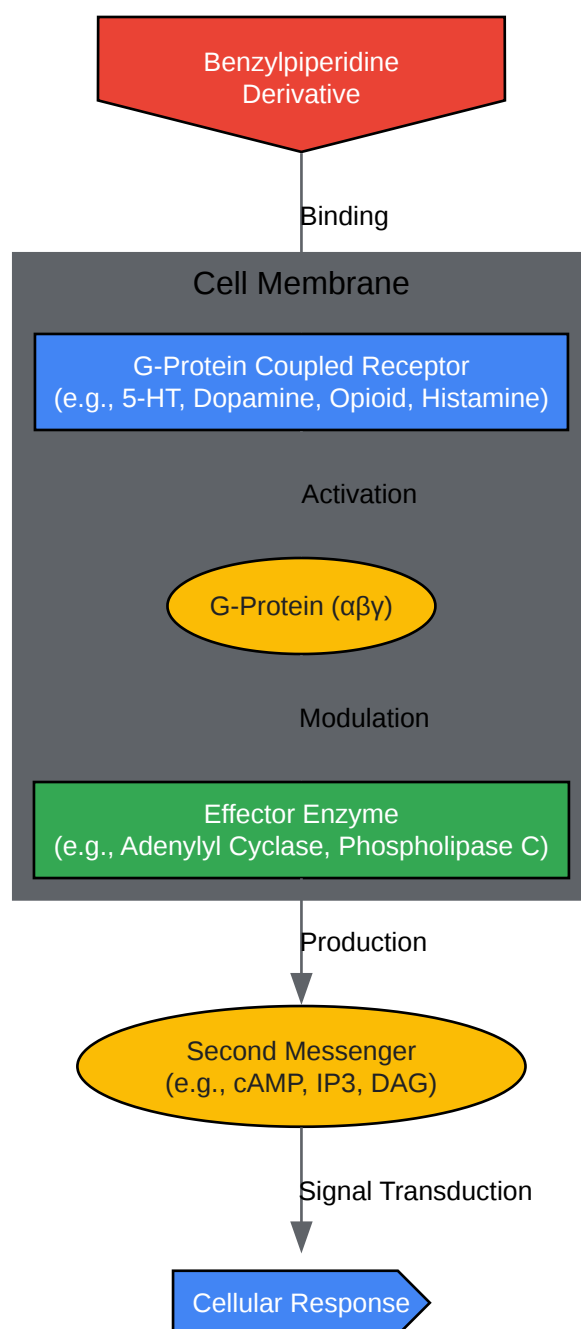 Benzylpiperidine
Derivative
Binding
Cell Membrane
G-Protein Coupled Receptor
(e.g., 5-HT, Dopamine, Opioid, Histamine)
Activation
G-Protein (αβγ)
Modulation
Effector Enzyme
(e.g., Adenylyl Cyclase, Phospholipase C)
Production
Second Messenger
(e.g., cAMP, IP3, DAG)
Signal Transduction
Cellular Response